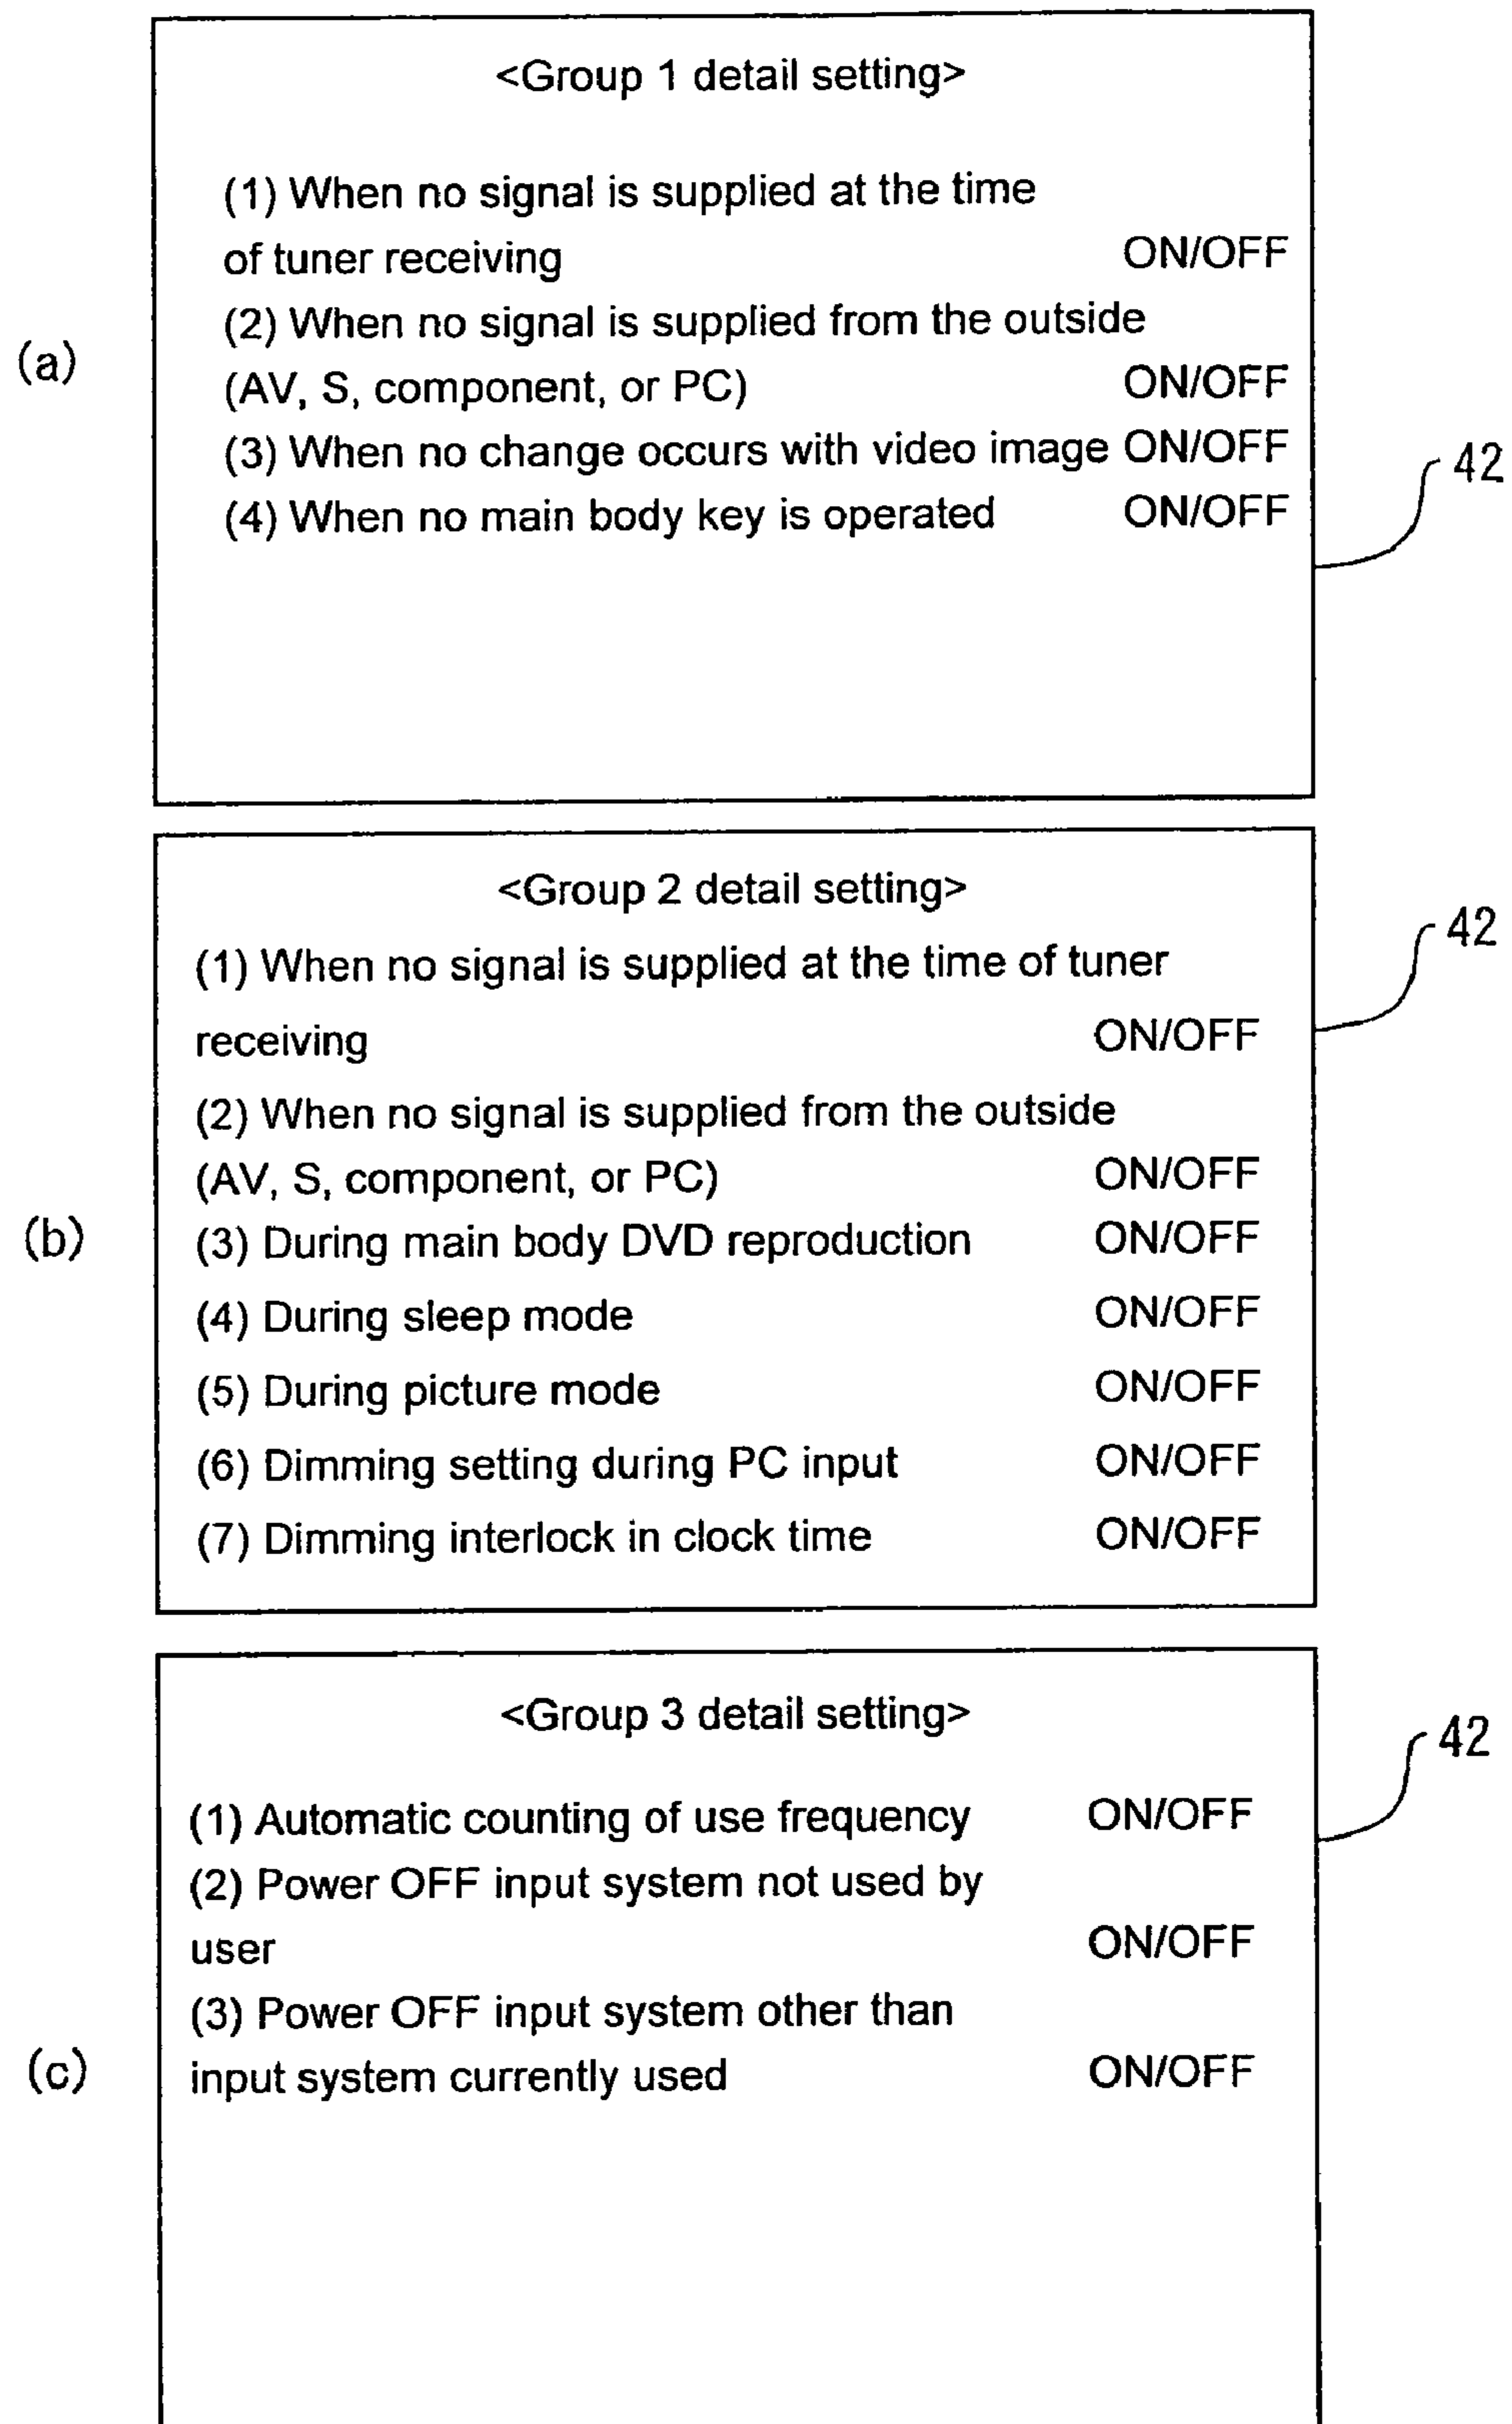 <Group 1 detail setting>
(1) When no signal is supplied at the time
of tuner receiving ON/OFF
(2) When no signal is supplied from the outside
(a)
(AV, S, component, or PC) ON/OFF
(3) When no change occurs with video image ON/OFF
42
(4) When no main body key is operated ON/OFF
<Group 2 detail setting>
42
(1) When no signal is supplied at the time of tuner
receiving ON/OFF
(2) When no signal is supplied from the outside
(AV, S, component, or PC) ON/OFF
(b)
(3) During main body DVD reproduction ON/OFF
(4) During sleep mode ON/OFF
(5) During picture mode ON/OFF
(6) Dimming setting during PC input ON/OFF
(7) Dimming interlock in clock time ON/OFF
<Group 3 detail setting>
42
(1) Automatic counting of use frequency ON/OFF
(2) Power OFF input system not used by
user ON/OFF
(3) Power OFF input system other than
(c)
input system currently used ON/OFF